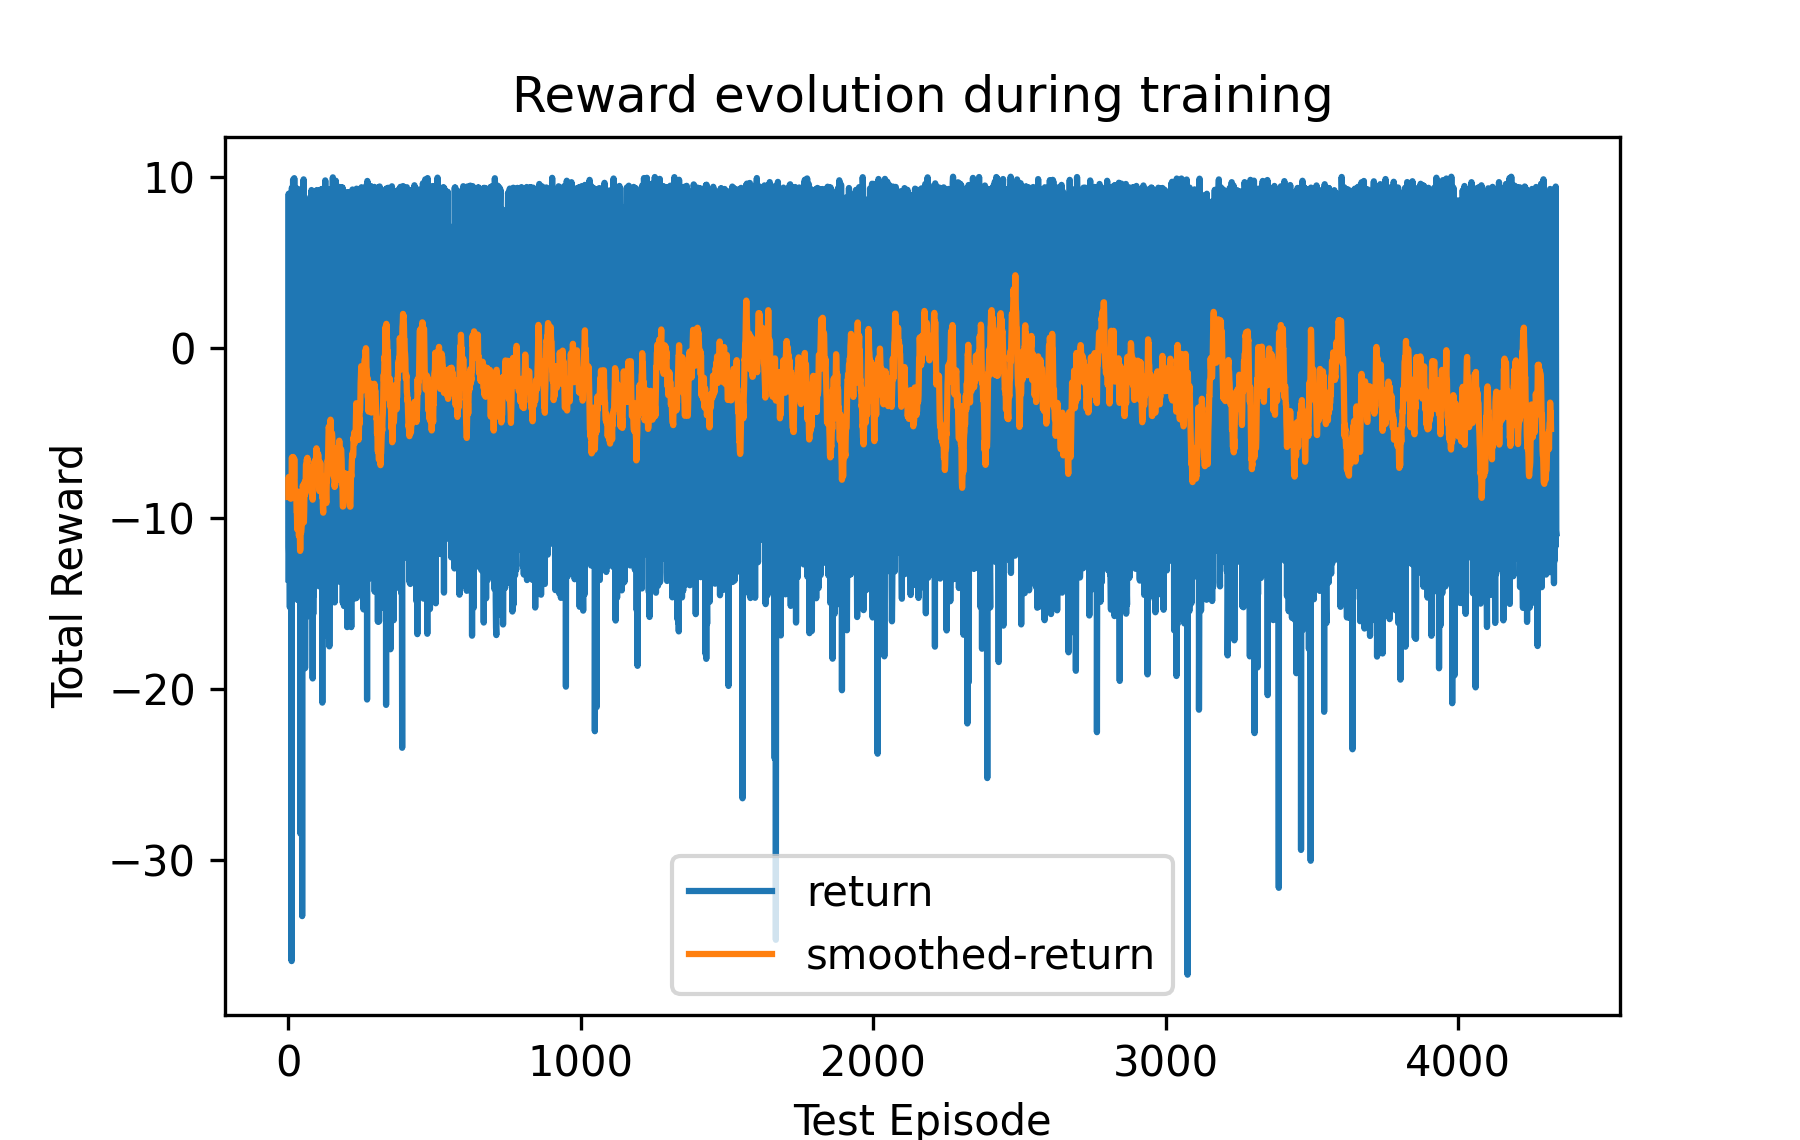 Reward evolution during training
Total Reward
10
0
−10
−20
−30
return
smoothed-return
0 1000 2000 3000 4000
Test Episode